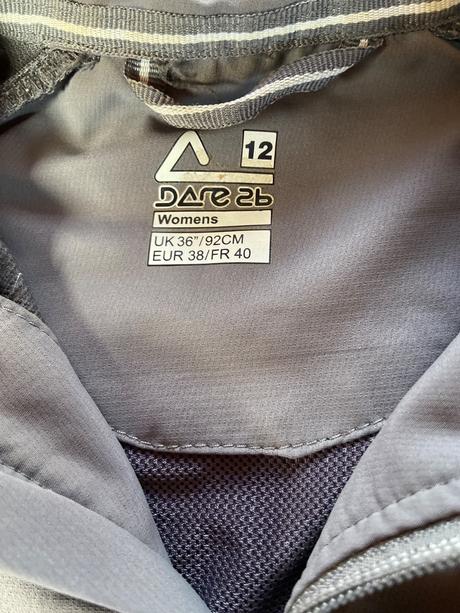 12
DARe 2b
Womens
UK 36"/92CM
EUR 38/FR 40